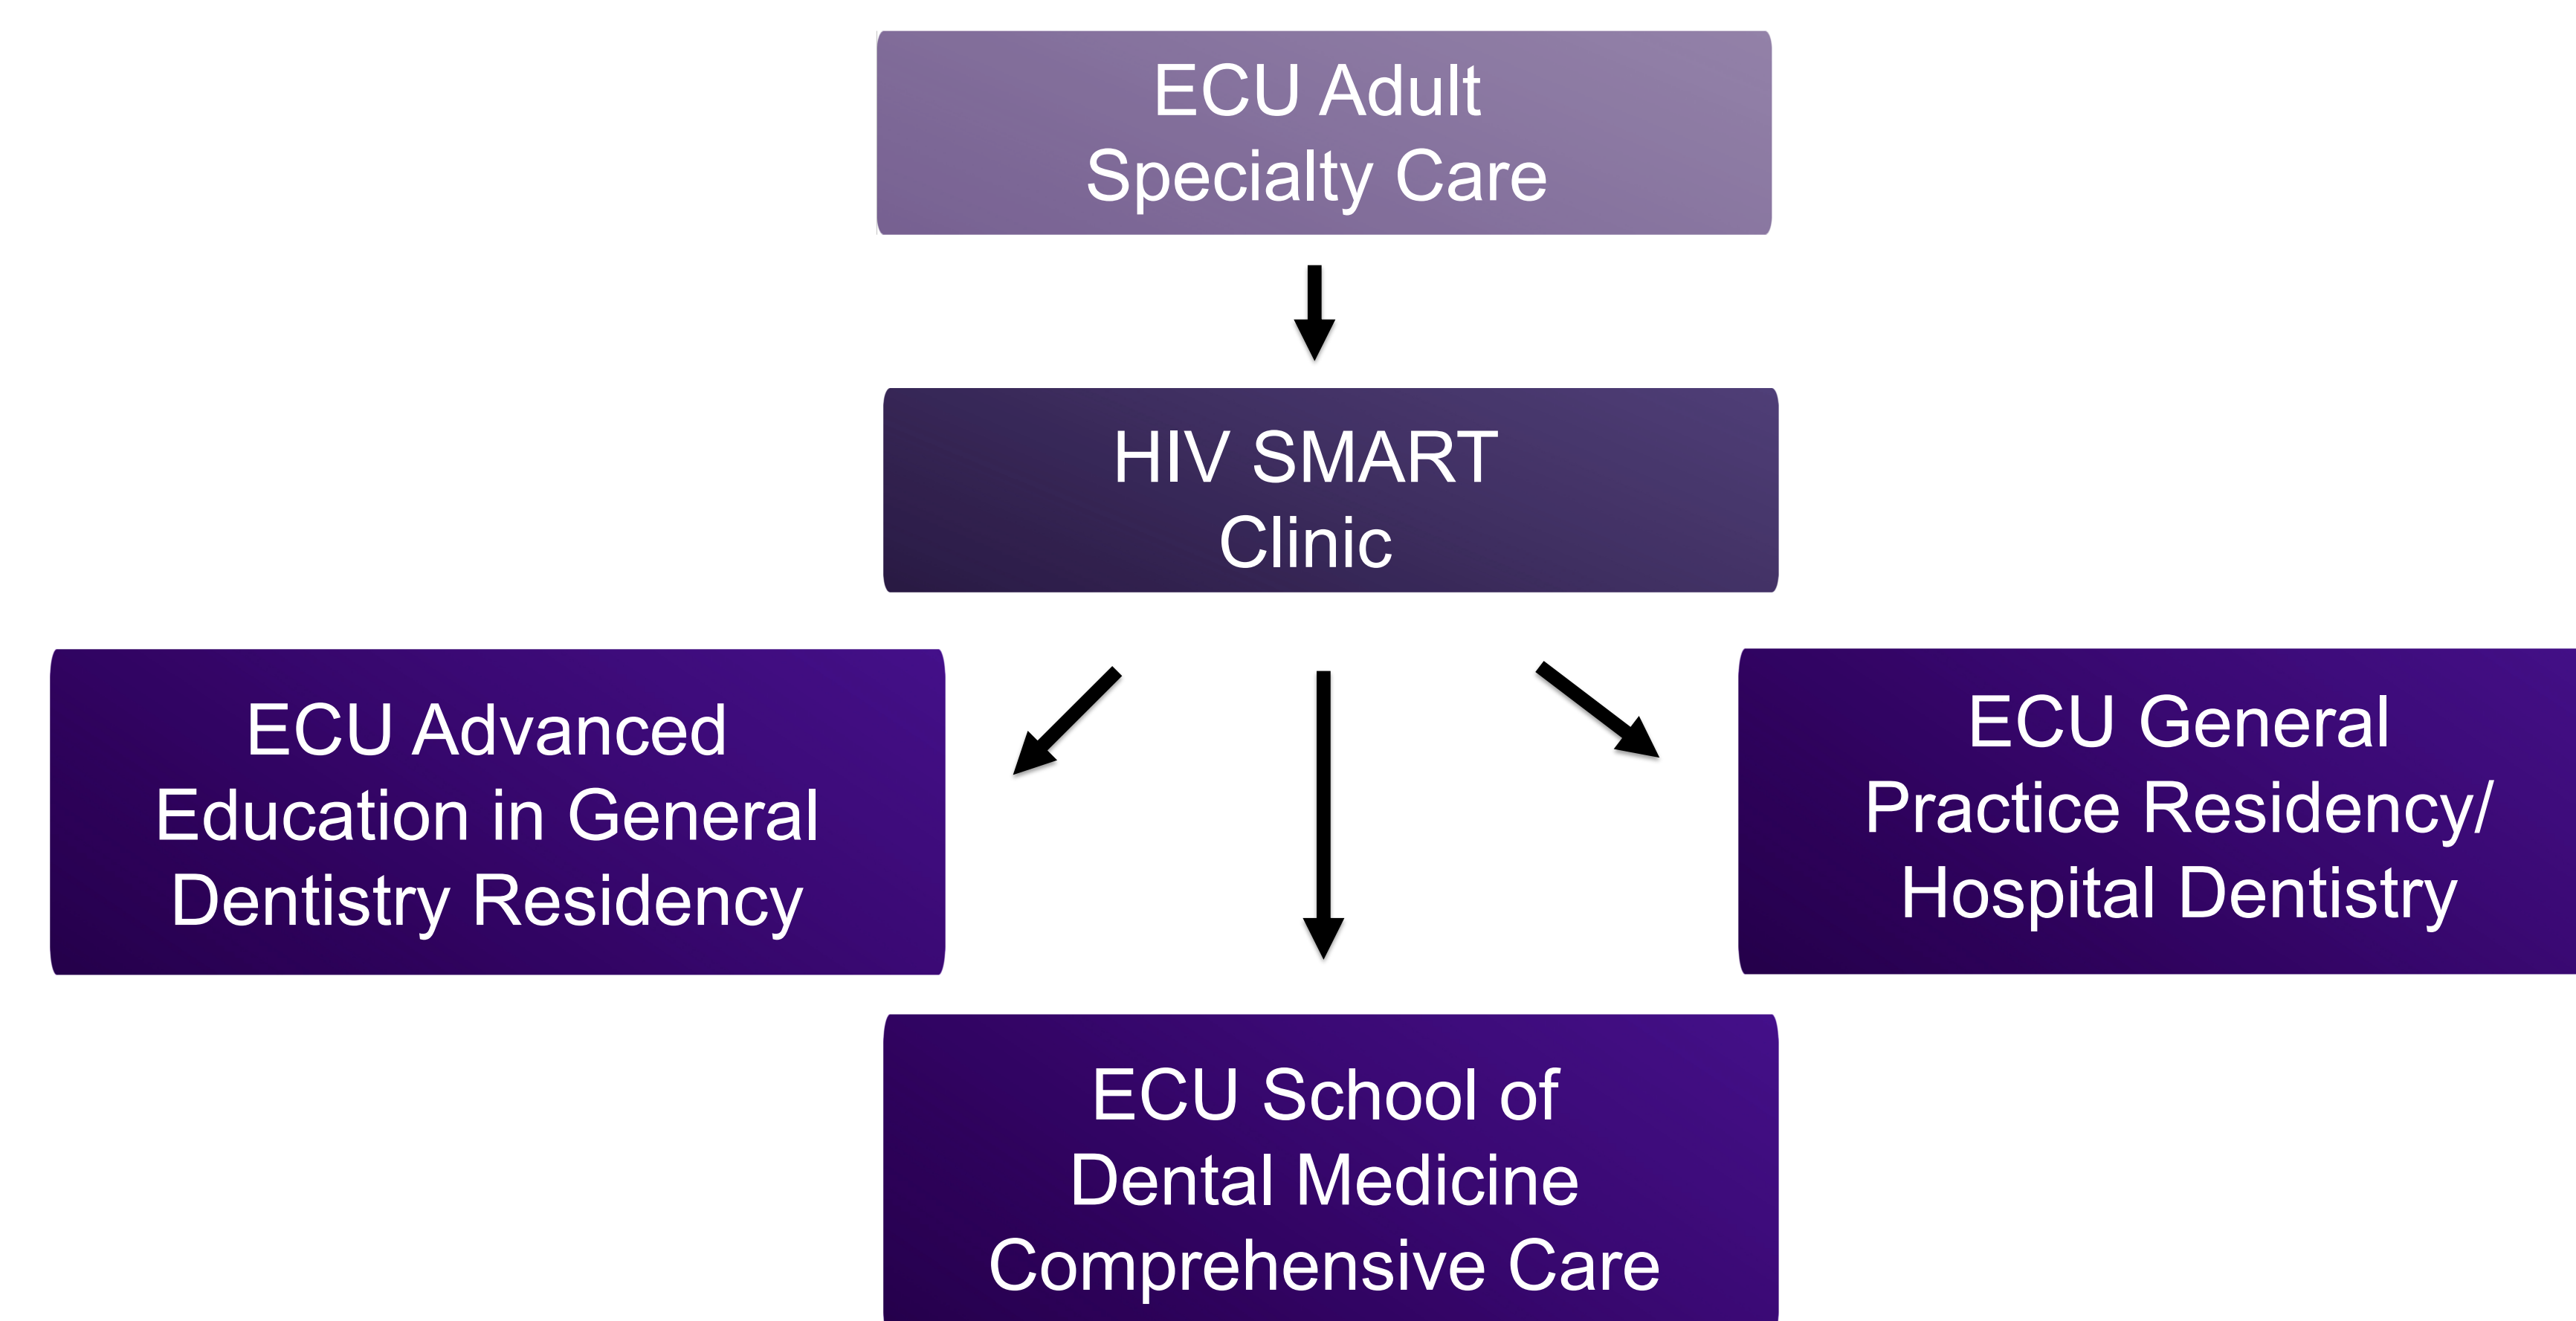 ECU Adult
Specialty Care
HIV SMART
Clinic
ECU Advanced
Education in General
Dentistry Residency
ECU General
Practice Residency/
Hospital Dentistry
ECU School of
Dental Medicine
Comprehensive Care